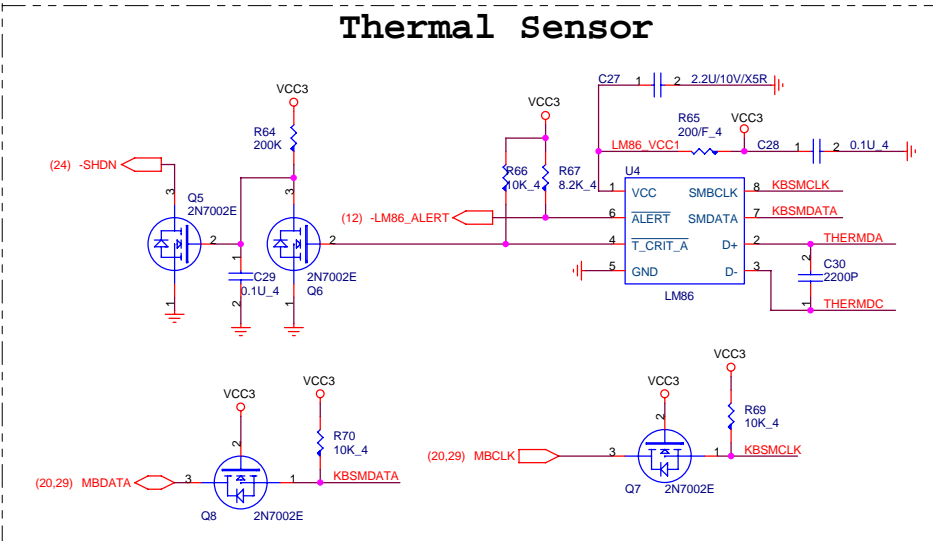 Thermal Sensor
C27 1 2 2.2U/10V/X5R
VCC3
R64
200K
VCC3
R65
200/F_4
VCC3
(24) -SHDN
LM86_VCC1
C28 1 2 0.1U_4
R66
10K_4
R67
8.2K_4
U4
3
Q5
2N7002E
3
1 VCC SMBCLK 8 KBSMCLK
(12) -LM86_ALERT
6 ALERT SMDATA 7 KBSMDATA
2
2
4 T_CRIT_A D+ 2 THERMDA
1
C29
0.1U_4
2
2N7002E
Q6
5 GND D- 3
2
C30
2200P
1
1
1
LM86
THERMDC
VCC3
VCC3
VCC3
VCC3
2
R70
10K_4
2
R69
10K_4
(20,29) MBDATA
3
1
KBSMDATA
Q8
2N7002E
(20,29) MBCLK
3
1
KBSMCLK
Q7
2N7002E